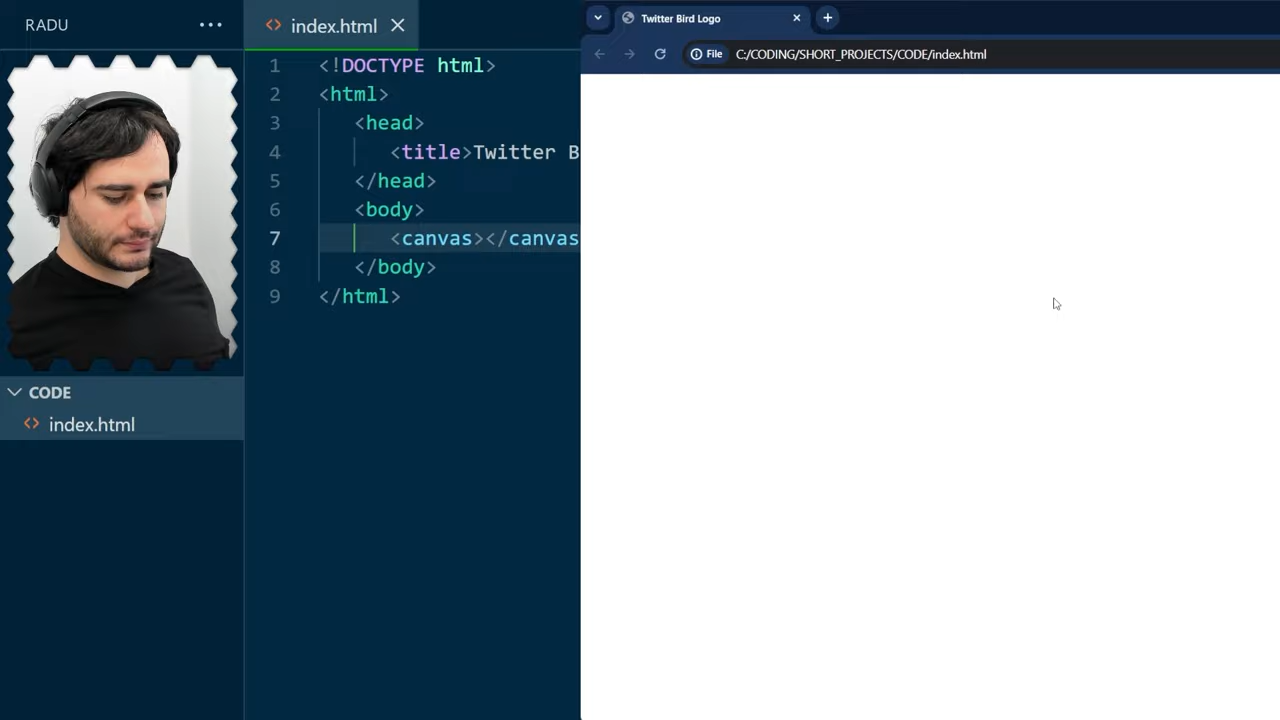 RADU
index.html
1 <!DOCTYPE html>
2 <html>
3 <head>
4 <title>Twitter B
5 </head>
6 <body>
7 <canvas></canvas
8 </body>
9 </html>
CODE
index.html
Twitter Bird Logo
File C:/CODING/SHORT_PROJECTS/CODE/index.html